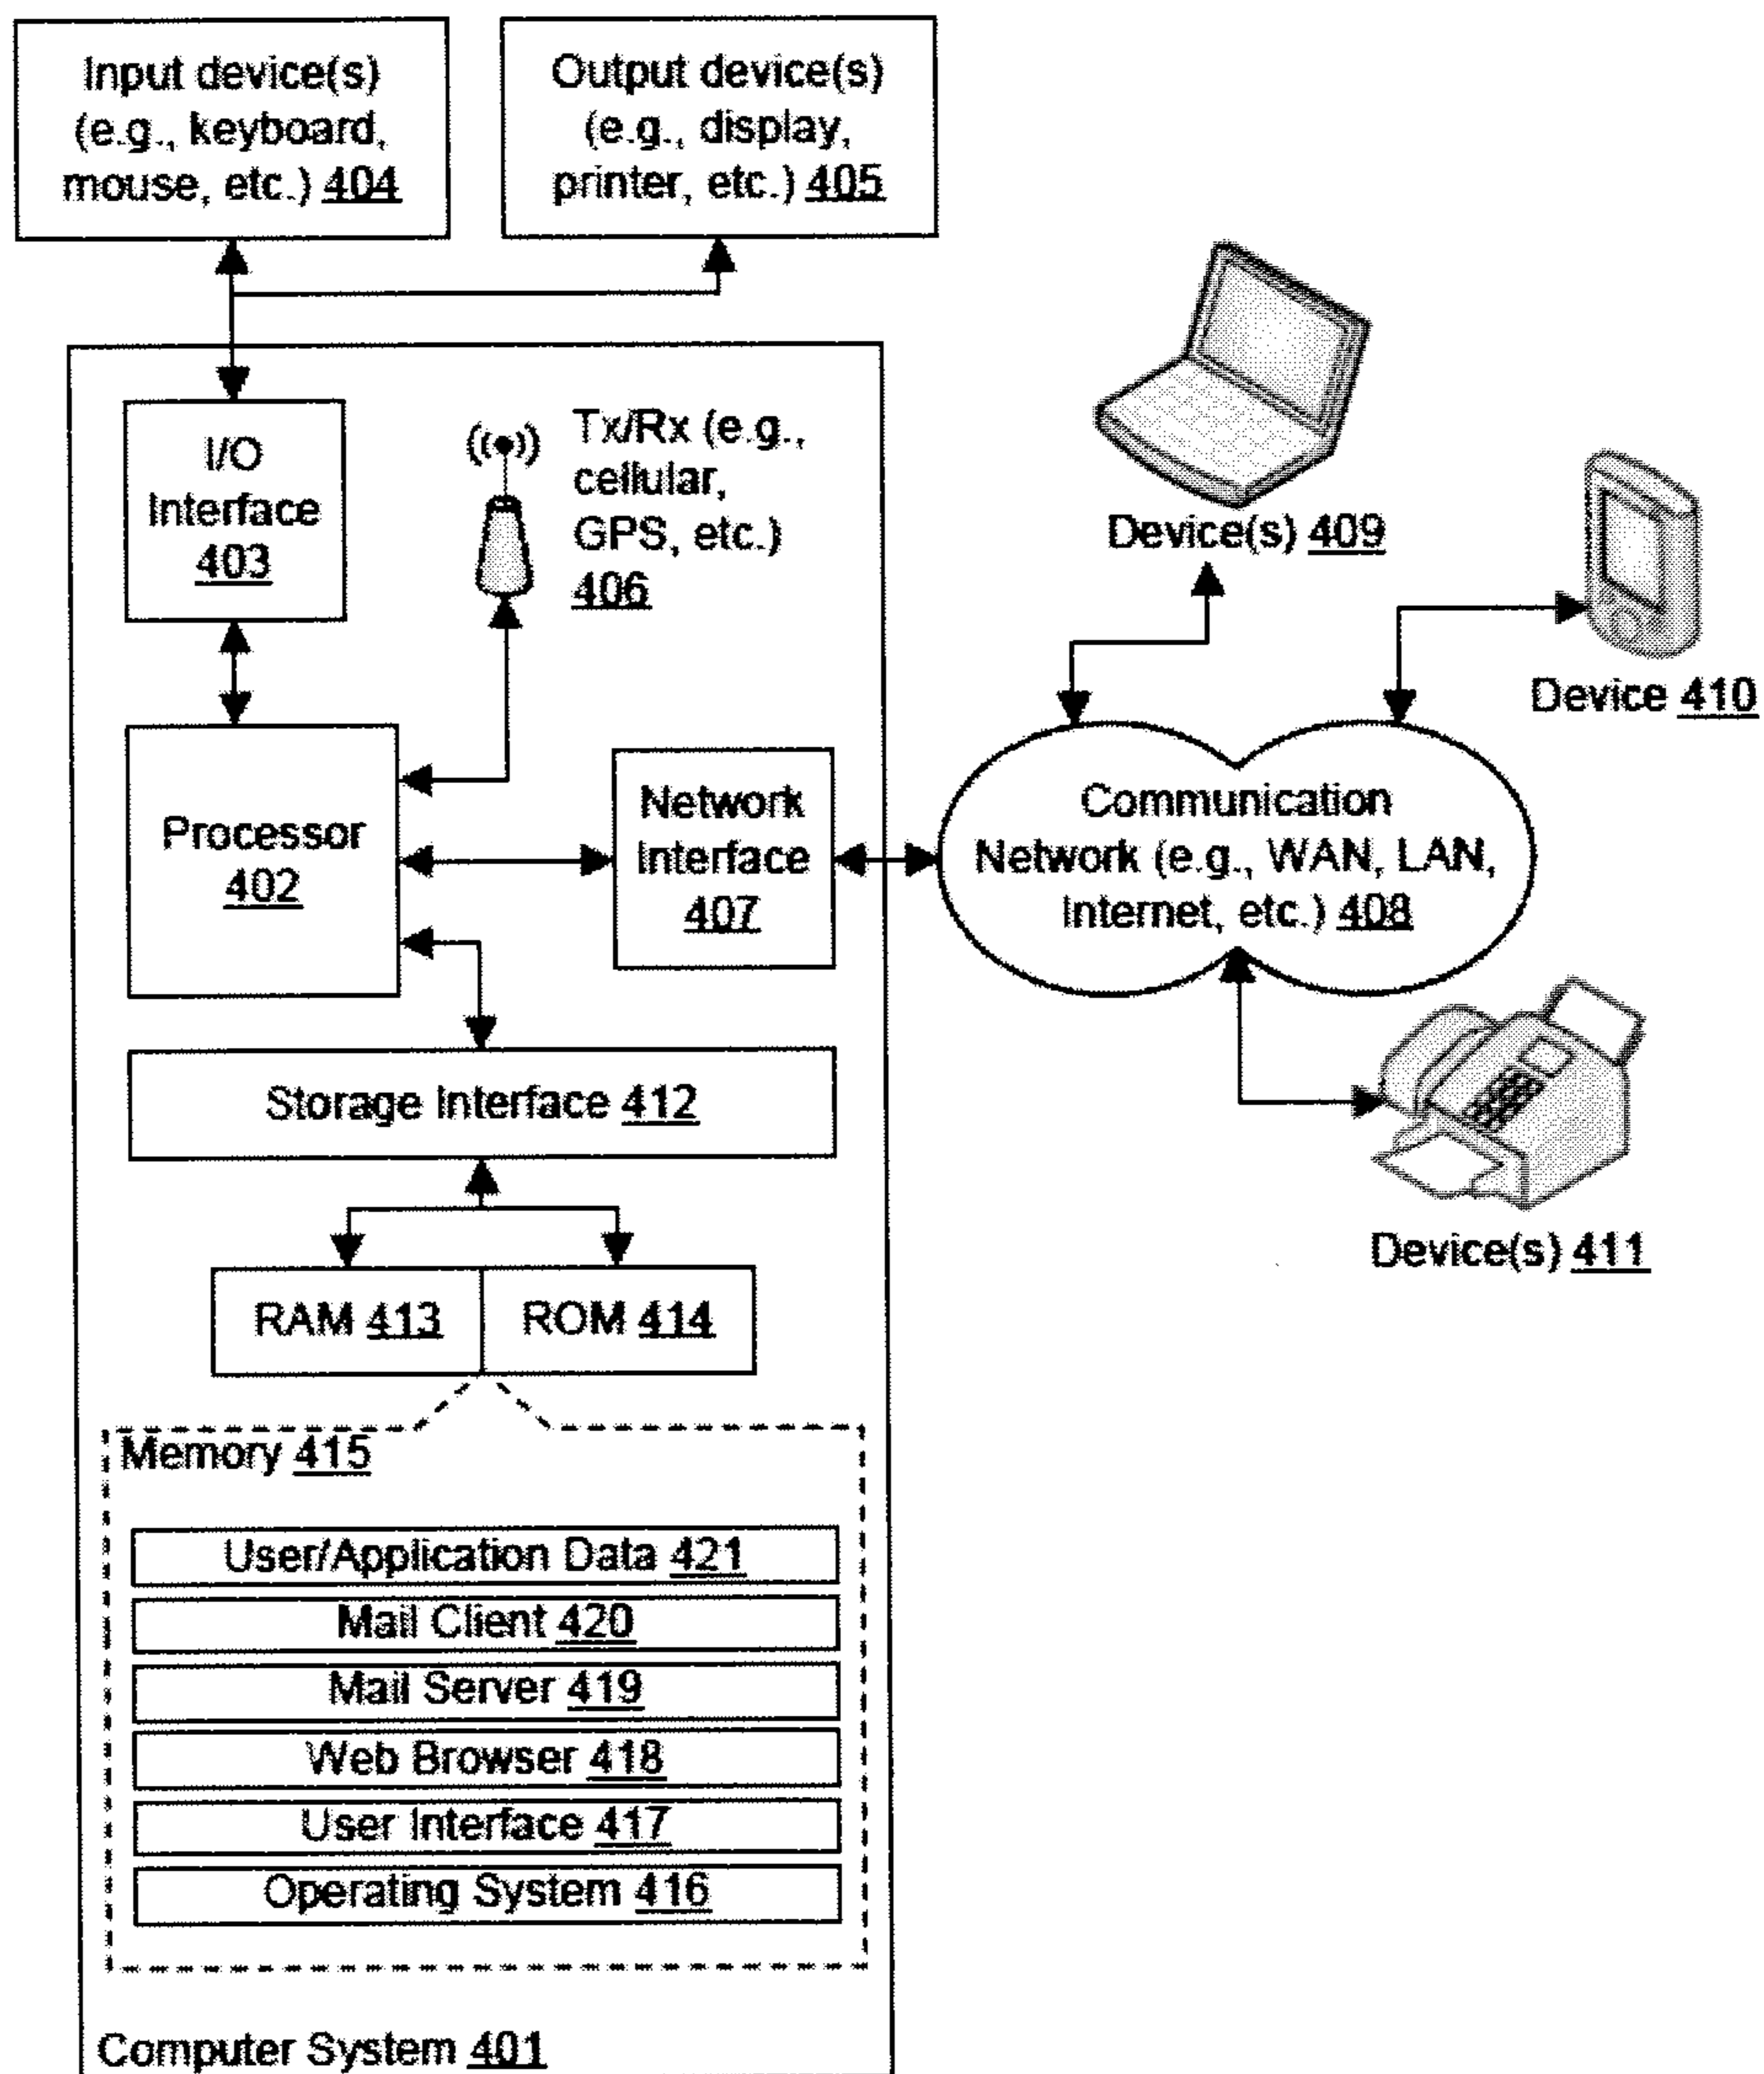 Input device(s)
(e.g., keyboard,
mouse, etc.) 404
Output device(s)
(e.g., display,
printer, etc.) 405
I/O
Interface
403
Tx/Rx (e.g.,
cellular,
GPS, etc.)
406
Device(s) 409
Device 410
Processor
402
Network
Interface
407
Communication
Network (e.g., WAN, LAN,
Internet, etc.) 408
Storage Interface 412
Device(s) 411
RAM 413
ROM 414
Memory 415
User/Application Data 421
Mail Client 420
Mail Server 419
Web Browser 418
User Interface 417
Operating System 416
Computer System 401